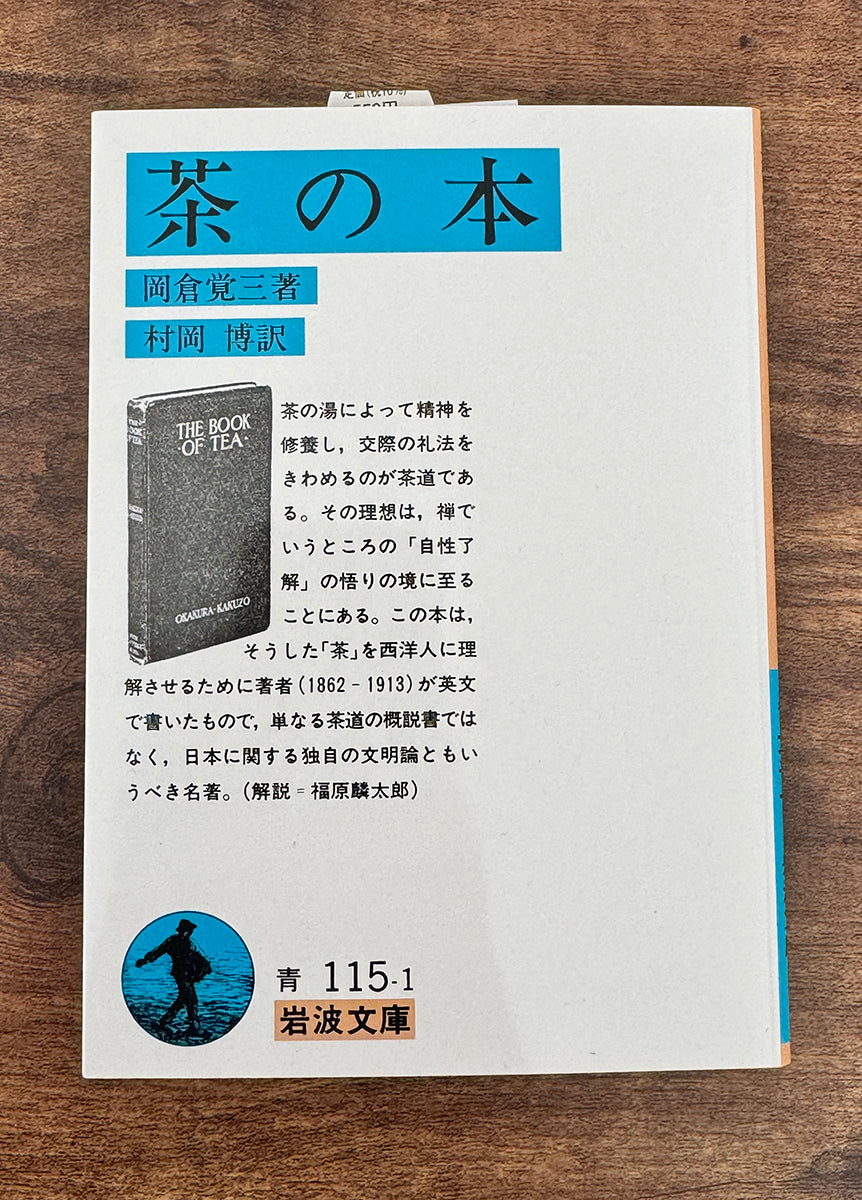 定価(税10%)
茶の本
岡倉覚三著
村岡 博訳
THE BOOK
·OF TEA·
OKAKURA-KAKUZO
茶の湯によって精神を
修養し，交際の礼法を
きわめるのが茶道であ
る。その理想は，禅で
いうところの「自性了
解」の悟りの境に至る
ことにある。この本は，
そうした「茶」を西洋人に理
解させるために著者(1862－1913)が英文
で書いたもので，単なる茶道の概説書では
なく，日本に関する独自の文明論ともい
うべき名著。(解説＝福原麟太郎)
青 115-1
岩波文庫